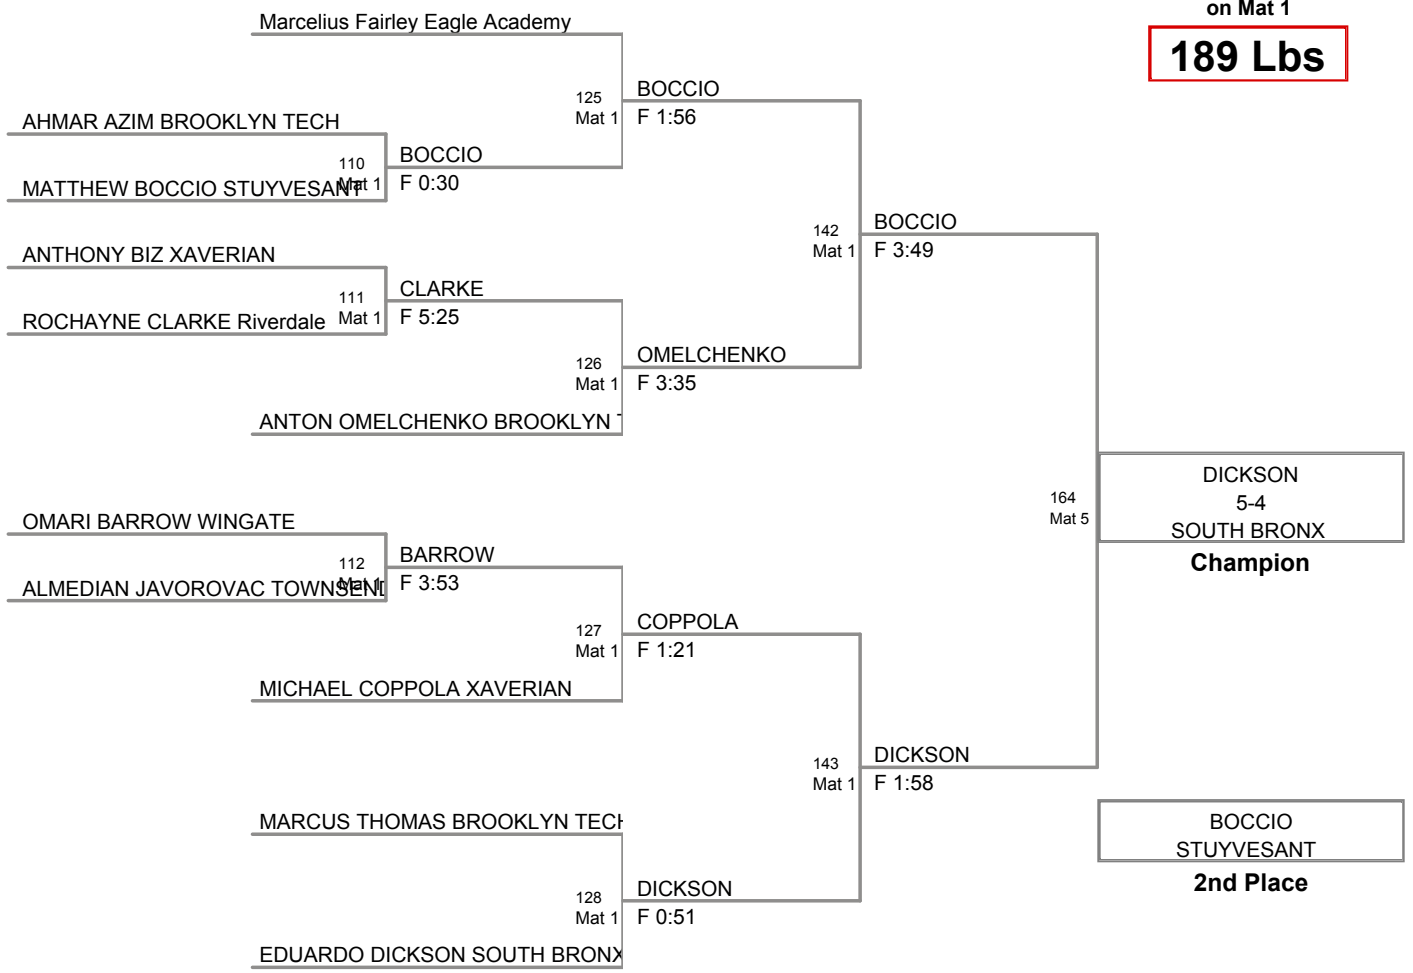 on Mat 1
189 Lbs
Marcelius Fairley Eagle Academy
125
Mat 1
BOCCIO
F 1:56
AHMAR AZIM BROOKLYN TECH
110
Mat 1
BOCCIO
F 0:30
MATTHEW BOCCIO STUYVESANT
142
Mat 1
BOCCIO
F 3:49
ANTHONY BIZ XAVERIAN
111
Mat 1
CLARKE
F 5:25
ROCHAYNE CLARKE Riverdale
126
Mat 1
OMELCHENKO
F 3:35
ANTON OMELCHENKO BROOKLYN
164
Mat 5
DICKSON
5-4
SOUTH BRONX
Champion
OMARI BARROW WINGATE
112
Mat 1
BARROW
F 3:53
ALMEDIAN JAVOROVAC TOWNSEND
127
Mat 1
COPPOLA
F 1:21
MICHAEL COPPOLA XAVERIAN
143
Mat 1
DICKSON
F 1:58
MARCUS THOMAS BROOKLYN TECH
128
Mat 1
DICKSON
F 0:51
EDUARDO DICKSON SOUTH BRONX
BOCCIO
STUYVESANT
2nd Place